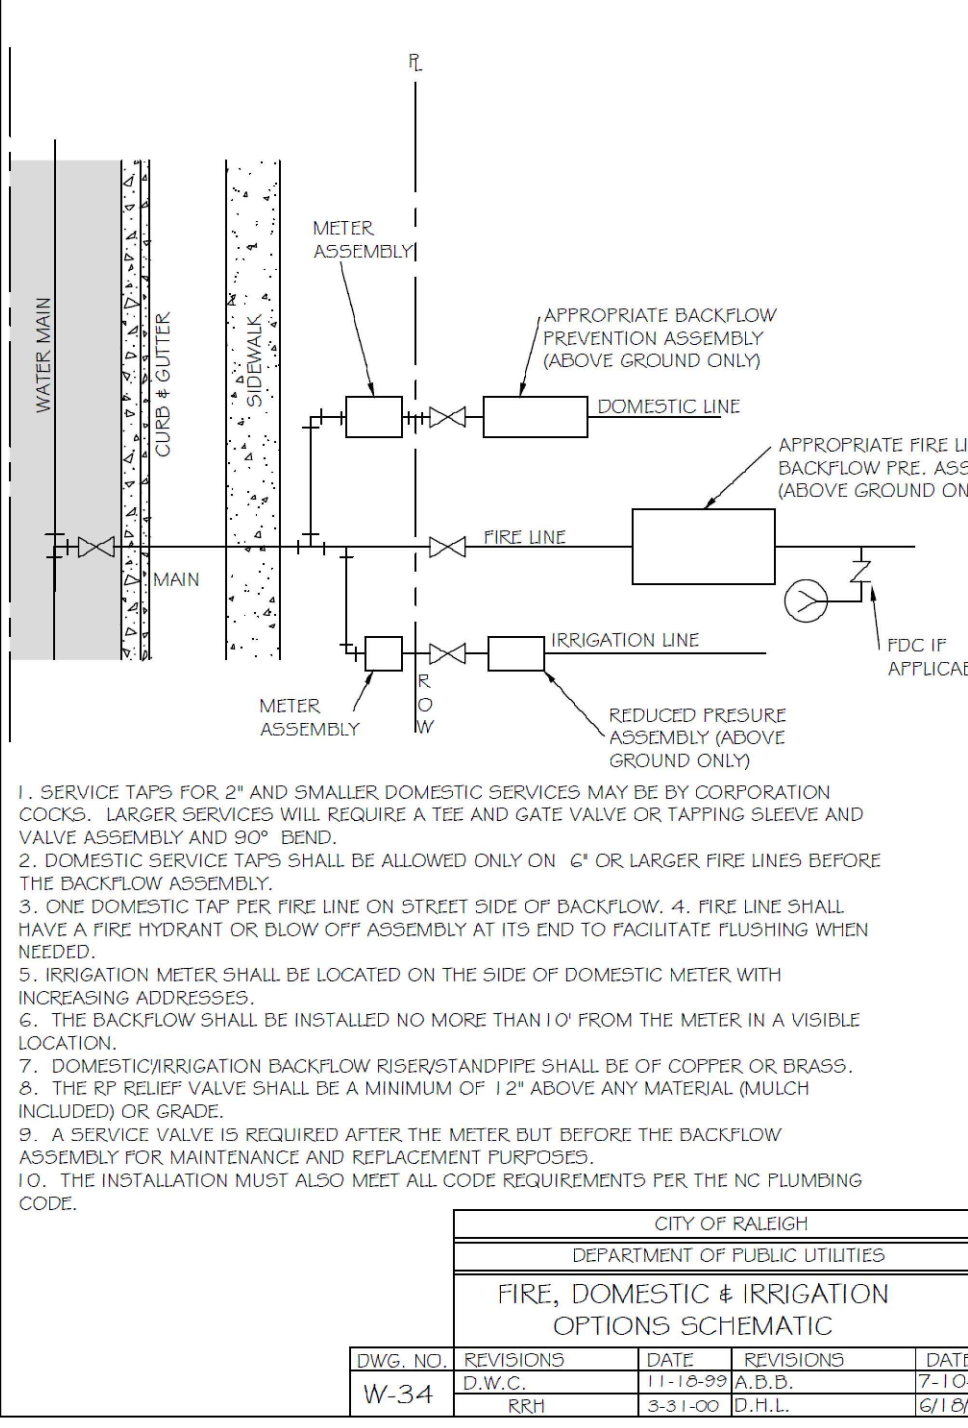 PL
METER
ASSEMBLY
APPROPRIATE BACKFLOW
PREVENTION ASSEMBLY
(ABOVE GROUND ONLY)
WATER MAIN
CURB & GUTTER
SIDEWALK
DOMESTIC LINE
APPROPRIATE FIRE LI
BACKFLOW PRE. ASS
(ABOVE GROUND ON
FIRE LINE
MAIN
IRRIGATION LINE
FDC IF
APPLICAB
METER
ASSEMBLY
ROW
REDUCED PRESURE
ASSEMBLY (ABOVE
GROUND ONLY)
1. SERVICE TAPS FOR 2" AND SMALLER DOMESTIC SERVICES MAY BE BY CORPORATION
COCKS. LARGER SERVICES WILL REQUIRE A TEE AND GATE VALVE OR TAPPING SLEEVE AND
VALVE ASSEMBLY AND 90° BEND.
2. DOMESTIC SERVICE TAPS SHALL BE ALLOWED ONLY ON 6" OR LARGER FIRE LINES BEFORE
THE BACKFLOW ASSEMBLY.
3. ONE DOMESTIC TAP PER FIRE LINE ON STREET SIDE OF BACKFLOW. 4. FIRE LINE SHALL
HAVE A FIRE HYDRANT OR BLOW OFF ASSEMBLY AT ITS END TO FACILITATE FLUSHING WHEN
NEEDED.
5. IRRIGATION METER SHALL BE LOCATED ON THE SIDE OF DOMESTIC METER WITH
INCREASING ADDRESSES.
6. THE BACKFLOW SHALL BE INSTALLED NO MORE THAN10' FROM THE METER IN A VISIBLE
LOCATION.
7. DOMESTIC'/IRRIGATION BACKFLOW RISER/STANDPIPE SHALL BE OF COPPER OR BRASS.
8. THE RP RELIEF VALVE SHALL BE A MINIMUM OF 12" ABOVE ANY MATERIAL (MULCH
INCLUDED) OR GRADE.
9. A SERVICE VALVE IS REQUIRED AFTER THE METER BUT BEFORE THE BACKFLOW
ASSEMBLY FOR MAINTENANCE AND REPLACEMENT PURPOSES.
10. THE INSTALLATION MUST ALSO MEET ALL CODE REQUIREMENTS PER THE NC PLUMBING
CODE.
CITY OF RALEIGH
DEPARTMENT OF PUBLIC UTILITIES
FIRE, DOMESTIC & IRRIGATION
OPTIONS SCHEMATIC
DWG. NO. REVISIONS DATE REVISIONS DATE
W-34 D.W.C. 11-18-99 A.B.B. 7-10-
RRH 3-31-00 D.H.L. 6/18/